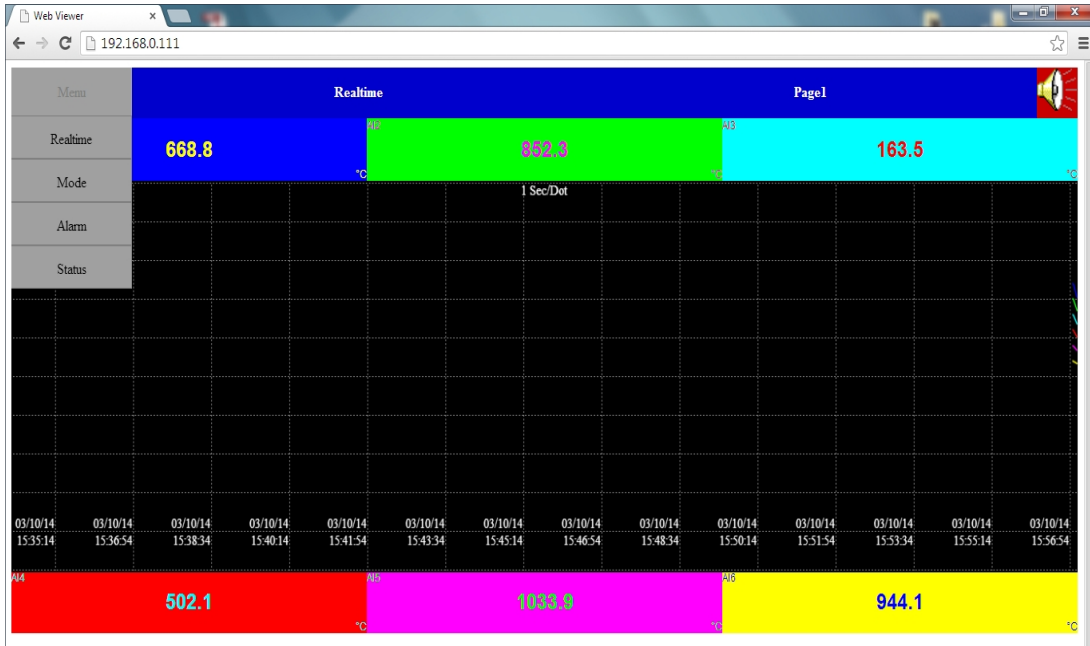 Web Viewer
192.168.0.111
Menu Realtime Page1
Realtime
Mode
Alarm
Status
668.8 °C
AI2 852.3 °C
AI3 163.5 °C
1 Sec/Dot
03/10/14 03/10/14 03/10/14 03/10/14 03/10/14 03/10/14 03/10/14 03/10/14 03/10/14 03/10/14 03/10/14 03/10/14 03/10/14 03/10/14
15:35:14 15:36:54 15:38:34 15:40:14 15:41:54 15:43:34 15:45:14 15:46:54 15:48:34 15:50:14 15:51:54 15:53:34 15:55:14 15:56:54
AI4 502.1 °C
AI5 1033.9 °C
AI6 944.1 °C